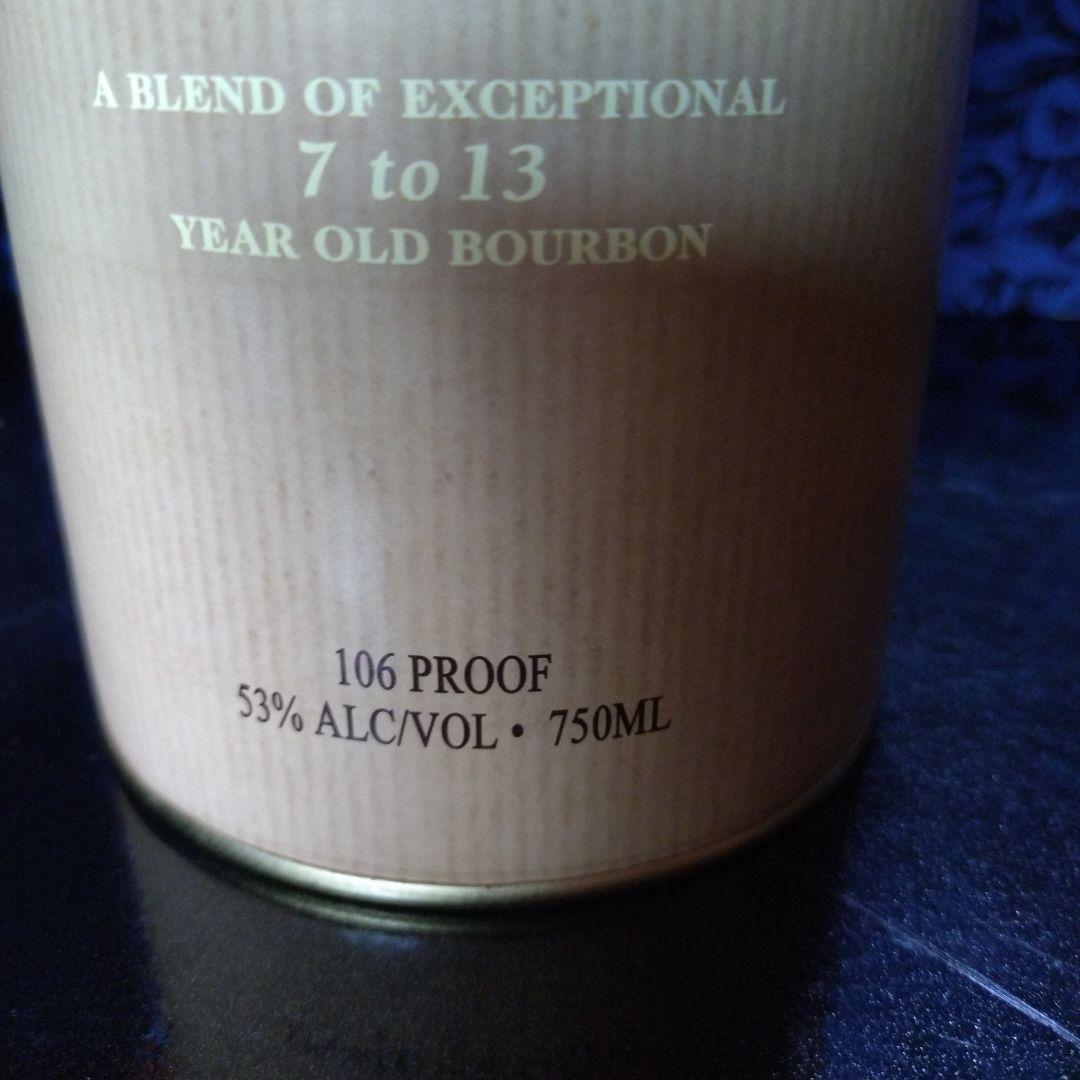 A BLEND OF EXCEPTIONAL
7 to 13
YEAR OLD BOURBON
106 PROOF
53% ALC/VOL • 750ML